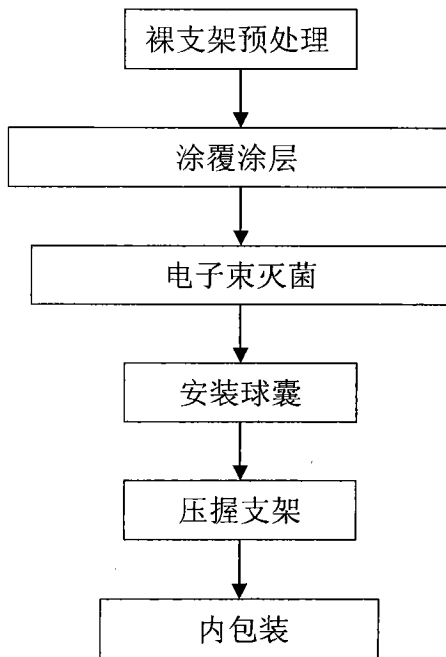 裸支架预处理
涂覆涂层
电子束灭菌
安装球囊
压握支架
内包装